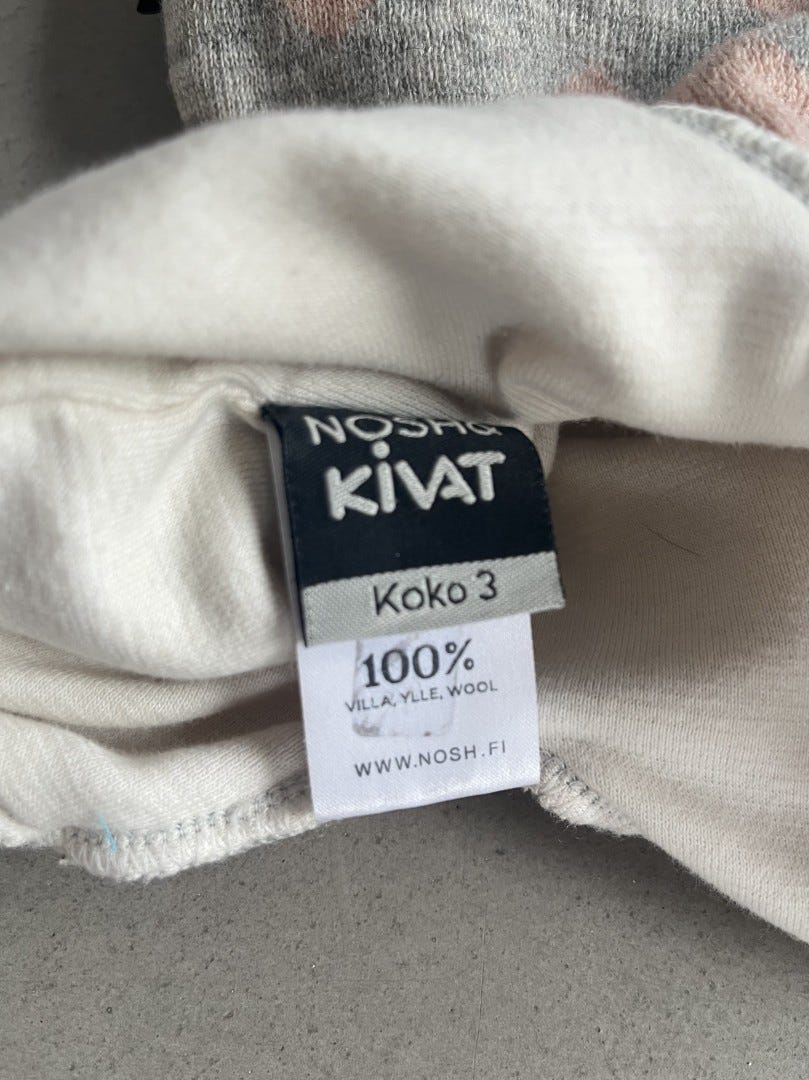 NOSH&
KiVAT
Koko 3
100%
VILLA, YLLE, WOOL
WWW.NOSH.FI